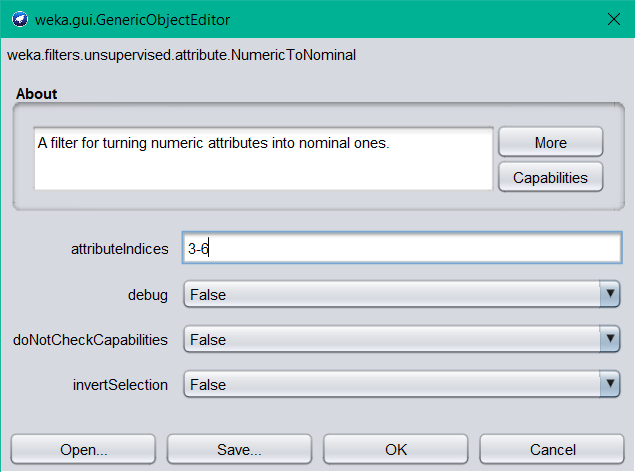 weka.gui.GenericObjectEditor
weka.filters.unsupervised.attribute.NumericToNominal
About
A filter for turning numeric attributes into nominal ones.
More
Capabilities
attributeIndices 3-6
debug False
doNotCheckCapabilities False
invertSelection False
Open... Save... OK Cancel